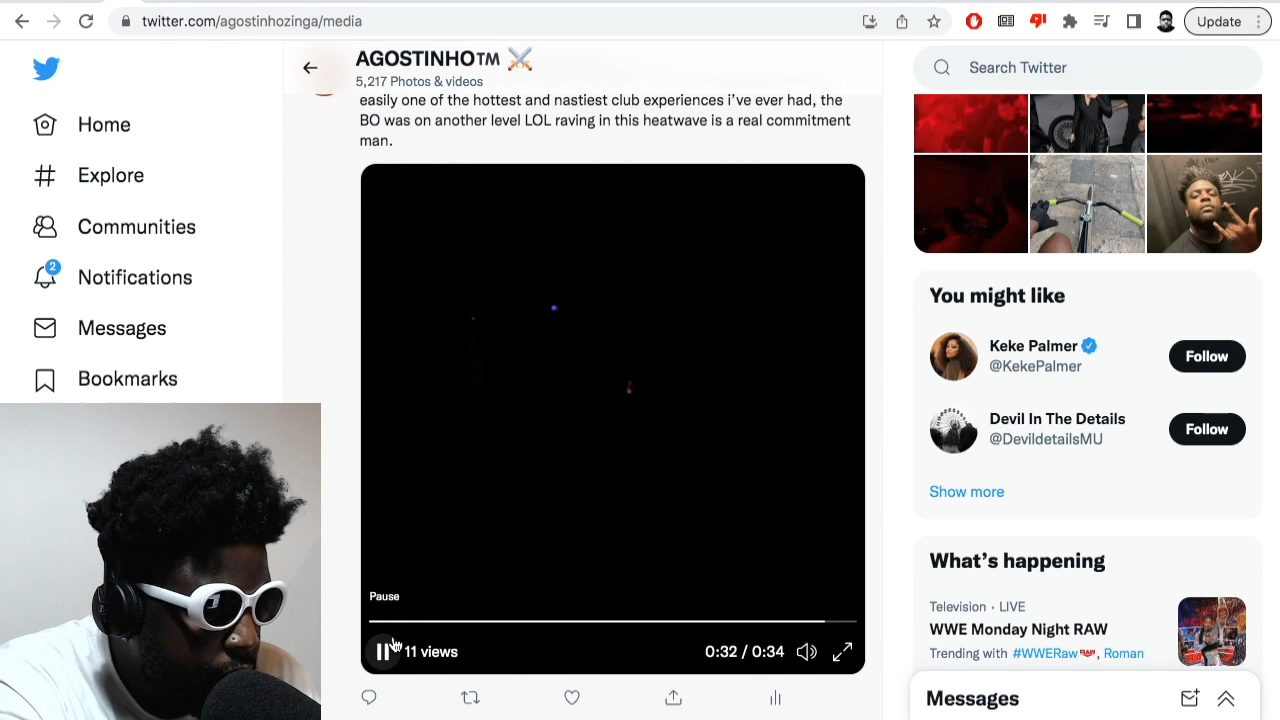 twitter.com/agostinhozinga/media
Update
AGOSTINHO™ ⚔️
5,217 Photos & videos
Search Twitter
Home
Explore
Communities
2
Notifications
Messages
Bookmarks
easily one of the hottest and nastiest club experiences i've ever had, the
BO was on another level LOL raving in this heatwave is a real commitment
man.
Pause
11 views
0:32 / 0:34
You might like
Keke Palmer
@KekePalmer
Follow
Devil In The Details
@DevildetailsMU
Follow
Show more
What's happening
Television · LIVE
WWE Monday Night RAW
Trending with #WWERaw, Roman
Messages